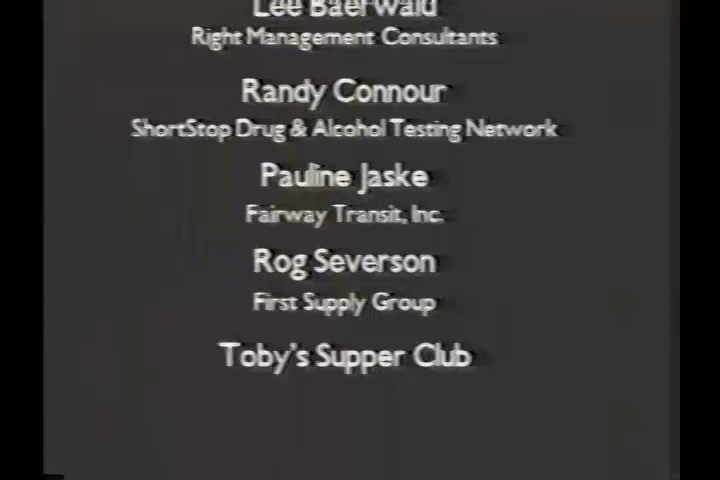 Lee Baerwald
Right Management Consultants
Randy Connour
ShortStop Drug & Alcohol Testing Network
Pauline Jaske
Fairway Transit, Inc.
Rog Severson
First Supply Group
Toby's Supper Club